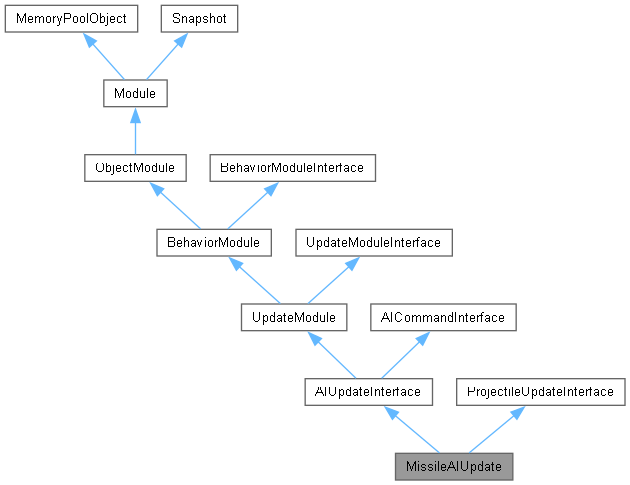 MemoryPoolObject
Snapshot
Module
ObjectModule
BehaviorModuleInterface
BehaviorModule
UpdateModuleInterface
UpdateModule
AICommandInterface
AIUpdateInterface
ProjectileUpdateInterface
MissileAIUpdate